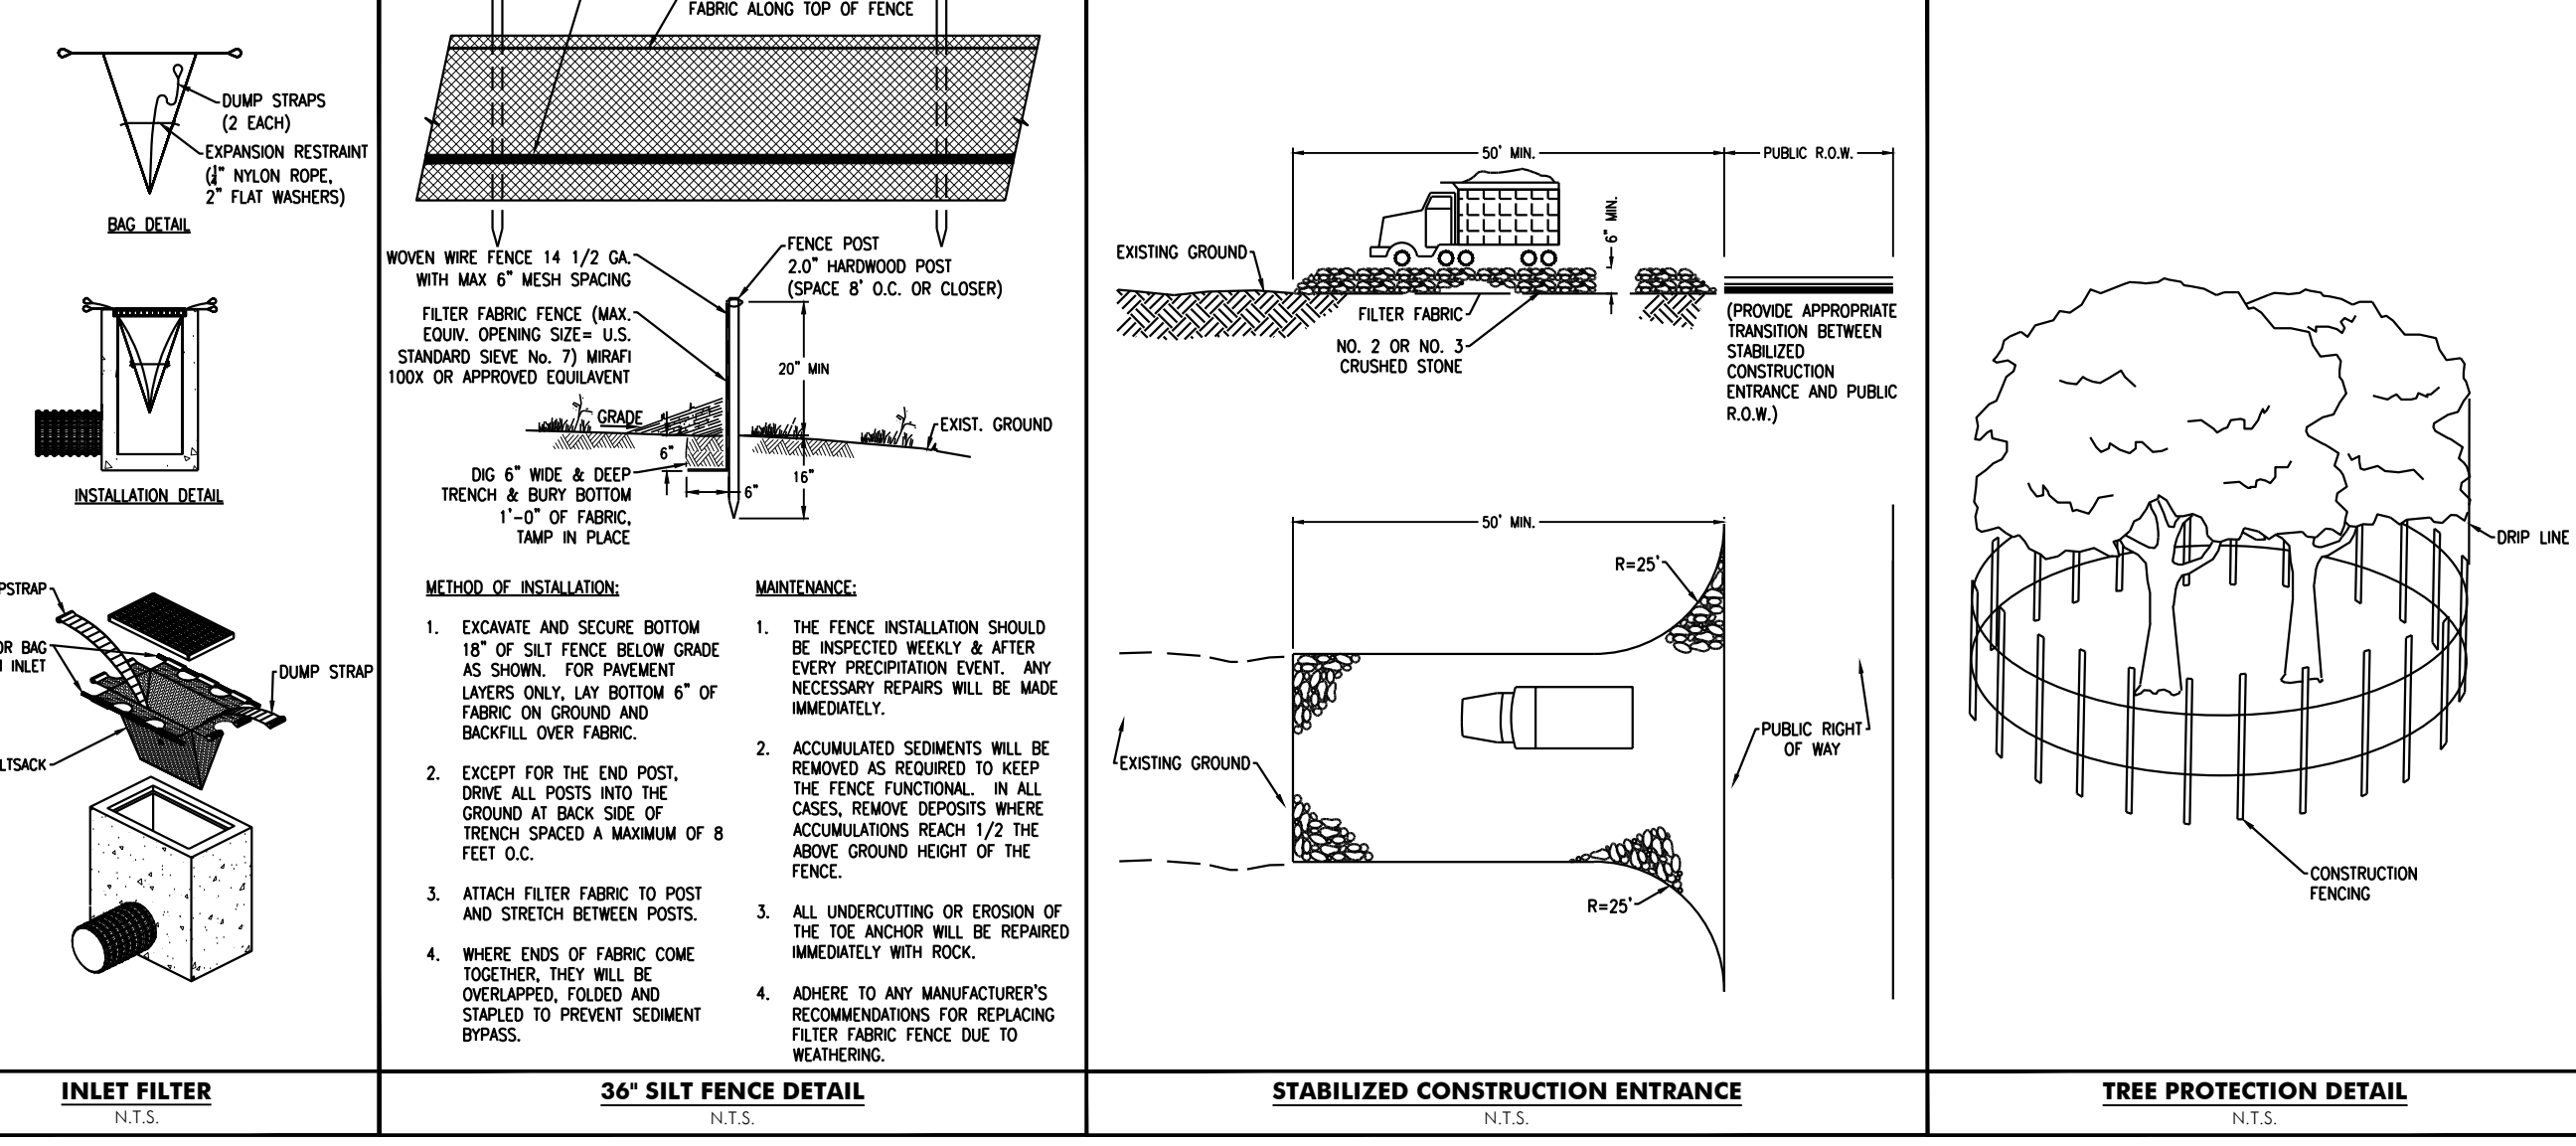 DUMP STRAPS
(2 EACH)
EXPANSION RESTRAINT
(¼" NYLON ROPE,
2" FLAT WASHERS)
BAG DETAIL
INSTALLATION DETAIL
PSTRAP
OR BAG
INLET
DUMP STRAP
LTSACK
INLET FILTER
N.T.S.
FABRIC ALONG TOP OF FENCE
WOVEN WIRE FENCE 14 1/2 GA.
WITH MAX 6" MESH SPACING
FILTER FABRIC FENCE (MAX.
EQUIV. OPENING SIZE= U.S.
STANDARD SIEVE No. 7) MIRAFI
100X OR APPROVED EQUILAVENT
FENCE POST
2.0" HARDWOOD POST
(SPACE 8' O.C. OR CLOSER)
20" MIN
GRADE
EXIST. GROUND
6"
16"
6"
DIG 6" WIDE & DEEP
TRENCH & BURY BOTTOM
1'-0" OF FABRIC,
TAMP IN PLACE
METHOD OF INSTALLATION:
1. EXCAVATE AND SECURE BOTTOM
18" OF SILT FENCE BELOW GRADE
AS SHOWN. FOR PAVEMENT
LAYERS ONLY, LAY BOTTOM 6" OF
FABRIC ON GROUND AND
BACKFILL OVER FABRIC.
2. EXCEPT FOR THE END POST,
DRIVE ALL POSTS INTO THE
GROUND AT BACK SIDE OF
TRENCH SPACED A MAXIMUM OF 8
FEET O.C.
3. ATTACH FILTER FABRIC TO POST
AND STRETCH BETWEEN POSTS.
4. WHERE ENDS OF FABRIC COME
TOGETHER, THEY WILL BE
OVERLAPPED, FOLDED AND
STAPLED TO PREVENT SEDIMENT
BYPASS.
MAINTENANCE:
1. THE FENCE INSTALLATION SHOULD
BE INSPECTED WEEKLY & AFTER
EVERY PRECIPITATION EVENT. ANY
NECESSARY REPAIRS WILL BE MADE
IMMEDIATELY.
2. ACCUMULATED SEDIMENTS WILL BE
REMOVED AS REQUIRED TO KEEP
THE FENCE FUNCTIONAL. IN ALL
CASES, REMOVE DEPOSITS WHERE
ACCUMULATIONS REACH 1/2 THE
ABOVE GROUND HEIGHT OF THE
FENCE.
3. ALL UNDERCUTTING OR EROSION OF
THE TOE ANCHOR WILL BE REPAIRED
IMMEDIATELY WITH ROCK.
4. ADHERE TO ANY MANUFACTURER'S
RECOMMENDATIONS FOR REPLACING
FILTER FABRIC FENCE DUE TO
WEATHERING.
36" SILT FENCE DETAIL
N.T.S.
50' MIN.
PUBLIC R.O.W.
6" MIN.
EXISTING GROUND
FILTER FABRIC
NO. 2 OR NO. 3
CRUSHED STONE
(PROVIDE APPROPRIATE
TRANSITION BETWEEN
STABILIZED
CONSTRUCTION
ENTRANCE AND PUBLIC
R.O.W.)
50' MIN.
R=25'
EXISTING GROUND
PUBLIC RIGHT
OF WAY
R=25'
STABILIZED CONSTRUCTION ENTRANCE
N.T.S.
DRIP LINE
CONSTRUCTION
FENCING
TREE PROTECTION DETAIL
N.T.S.